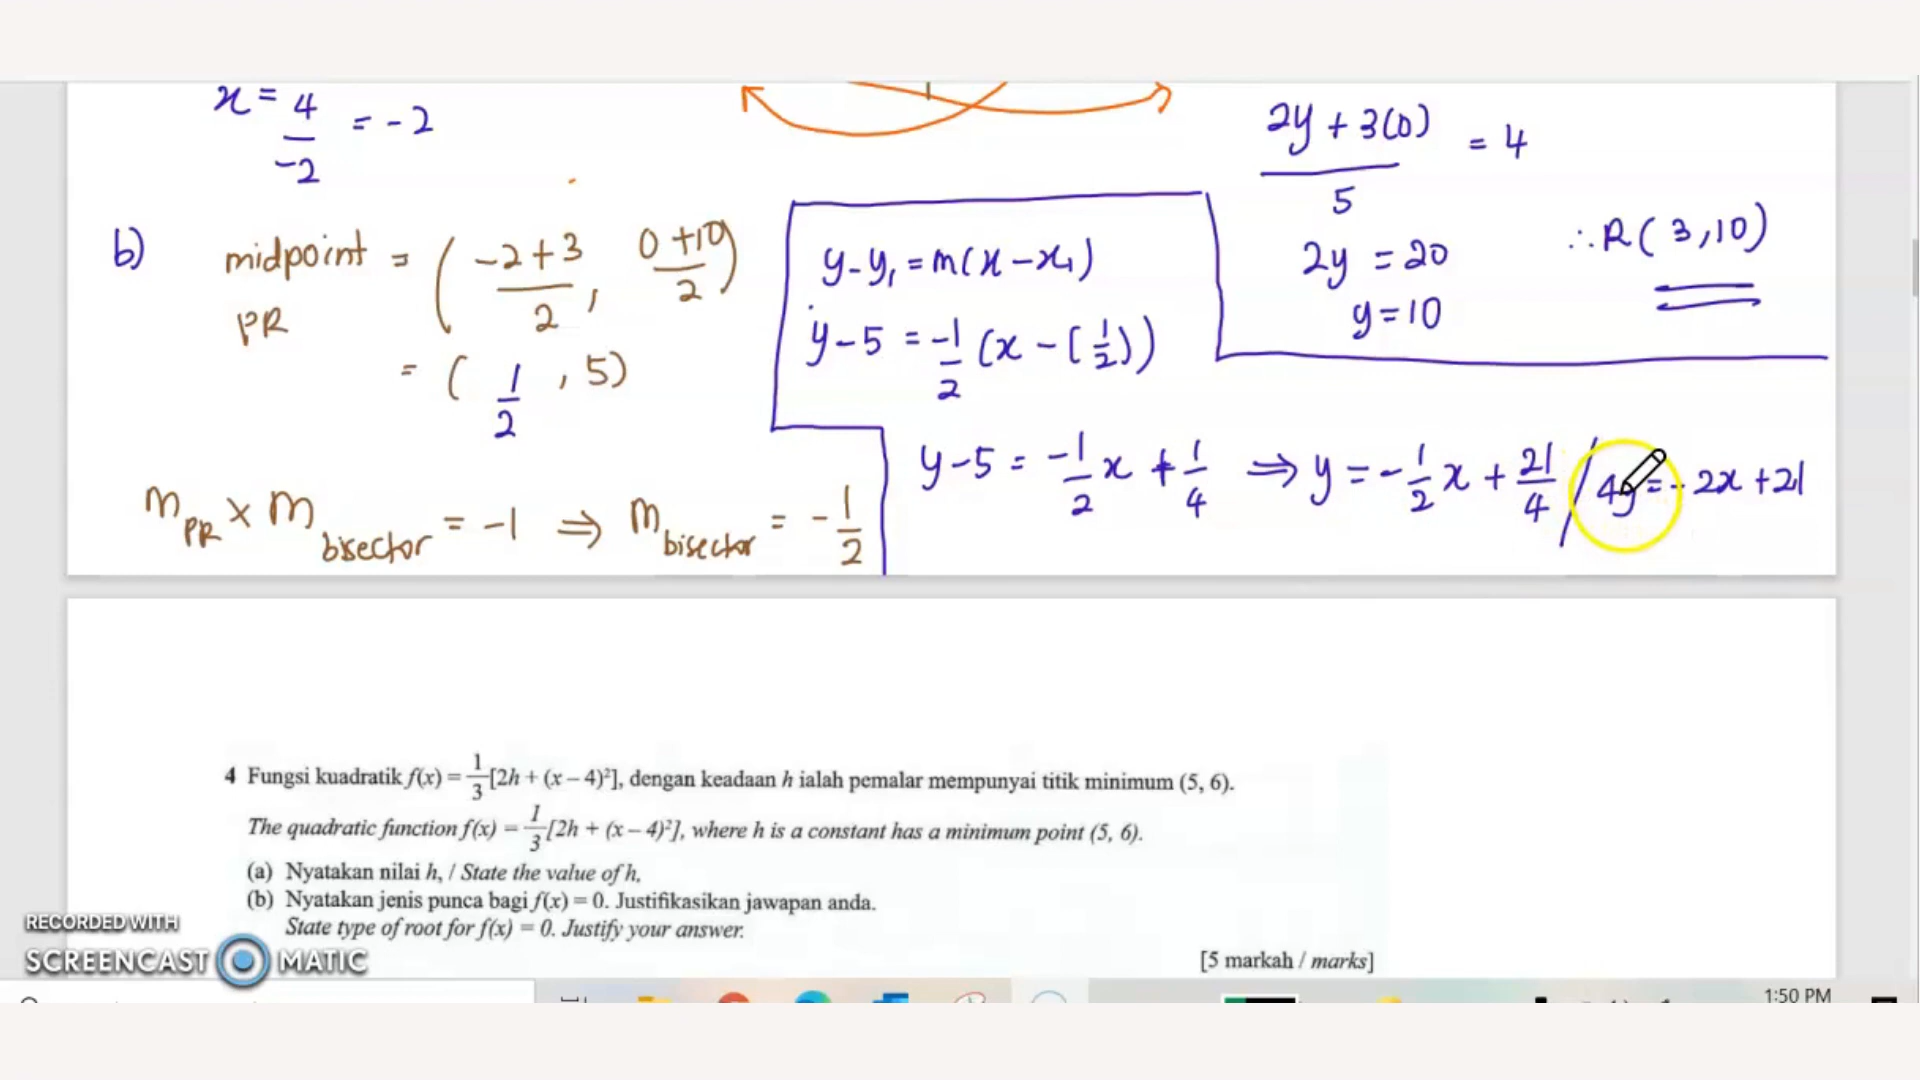 x = 4/-2 = -2
2y + 3(0)/5 = 4
2y = 20
y = 10
∴ R(3,10)
b) midpoint PR = (-2+3/2, 0+10/2)
= (1/2, 5)
m_PR × m_bisector = -1 ⇒ m_bisector = -1/2
y-y₁ = m(x-x₁)
y-5 = -1/2 (x-[1/2))
y-5 = -1/2 x + 1/4 ⇒ y = -1/2 x + 21/4 / 4y = -2x + 21
4 Fungsi kuadratik f(x) = 1/3[2h + (x – 4)²], dengan keadaan h ialah pemalar mempunyai titik minimum (5, 6).
The quadratic function f(x) = 1/3[2h + (x – 4)²], where h is a constant has a minimum point (5, 6).
(a) Nyatakan nilai h, / State the value of h,
(b) Nyatakan jenis punca bagi f(x) = 0. Justifikasikan jawapan anda.
State type of root for f(x) = 0. Justify your answer.
[5 markah / marks]
RECORDED WITH
SCREENCAST MATIC
1:50 PM